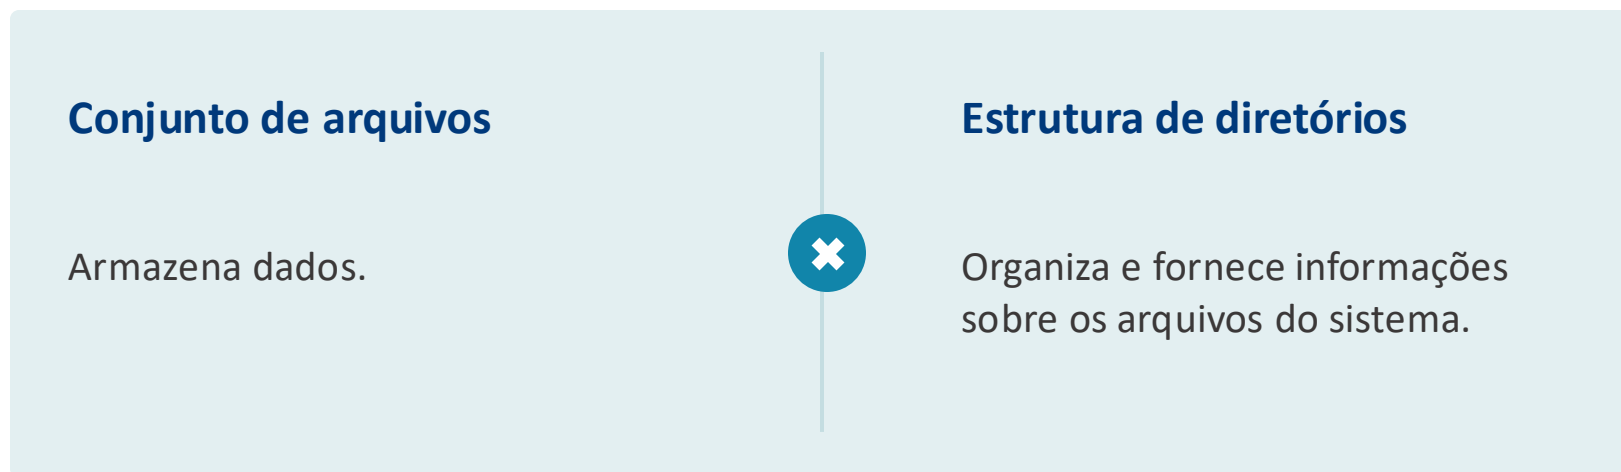 Conjunto de arquivos
Armazena dados.
Estrutura de diretórios
Organiza e fornece informações
sobre os arquivos do sistema.